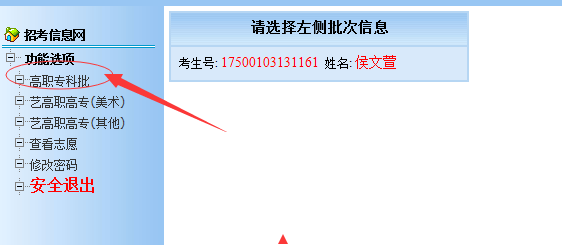 招考信息网
功能选项
高职专科批
艺高职高专(美术)
艺高职高专(其他)
查看志愿
修改密码
安全退出
请选择左侧批次信息
考生号: 17500103131161 姓名: 侯文萱